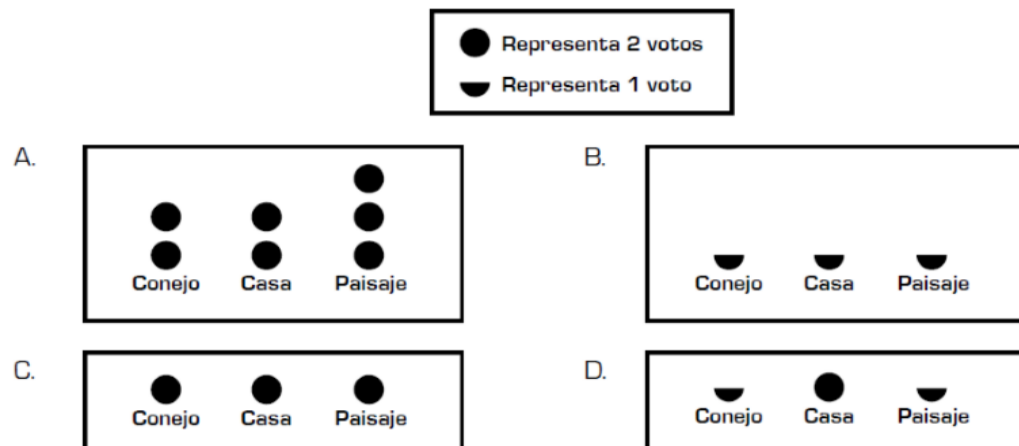 Representa 2 votos
Representa 1 voto
A.
Conejo Casa Paisaje
B.
Conejo Casa Paisaje
C.
Conejo Casa Paisaje
D.
Conejo Casa Paisaje